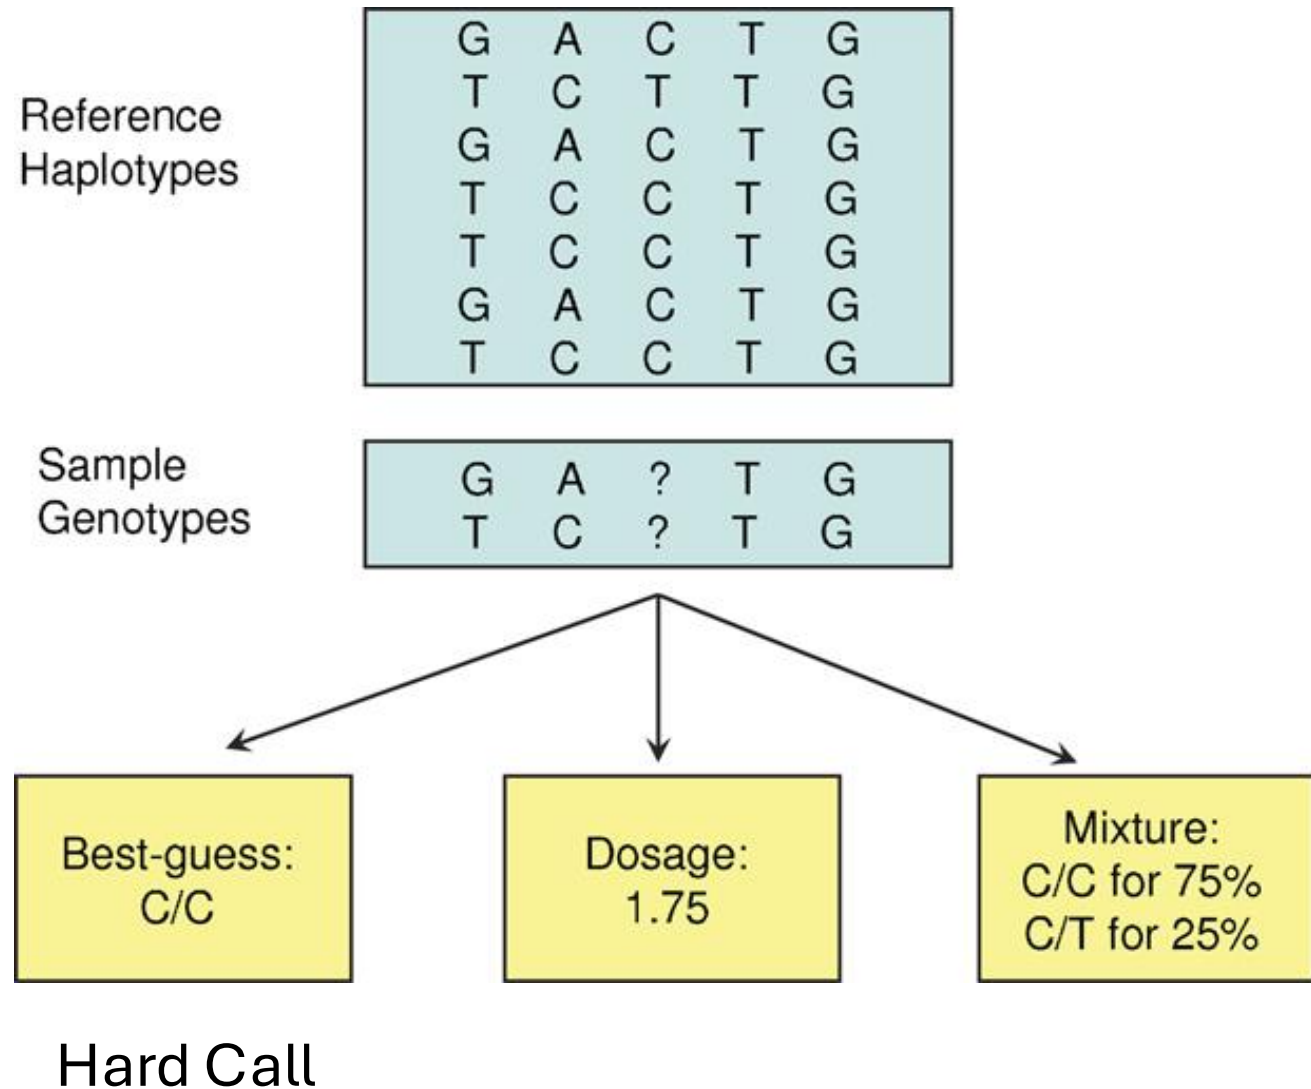 Reference
Haplotypes
G A C T G
T C T T G
G A C T G
T C C T G
T C C T G
G A C T G
T C C T G
Sample
Genotypes
G A ? T G
T C ? T G
Best-guess:
C/C
Dosage:
1.75
Mixture:
C/C for 75%
C/T for 25%
Hard Call